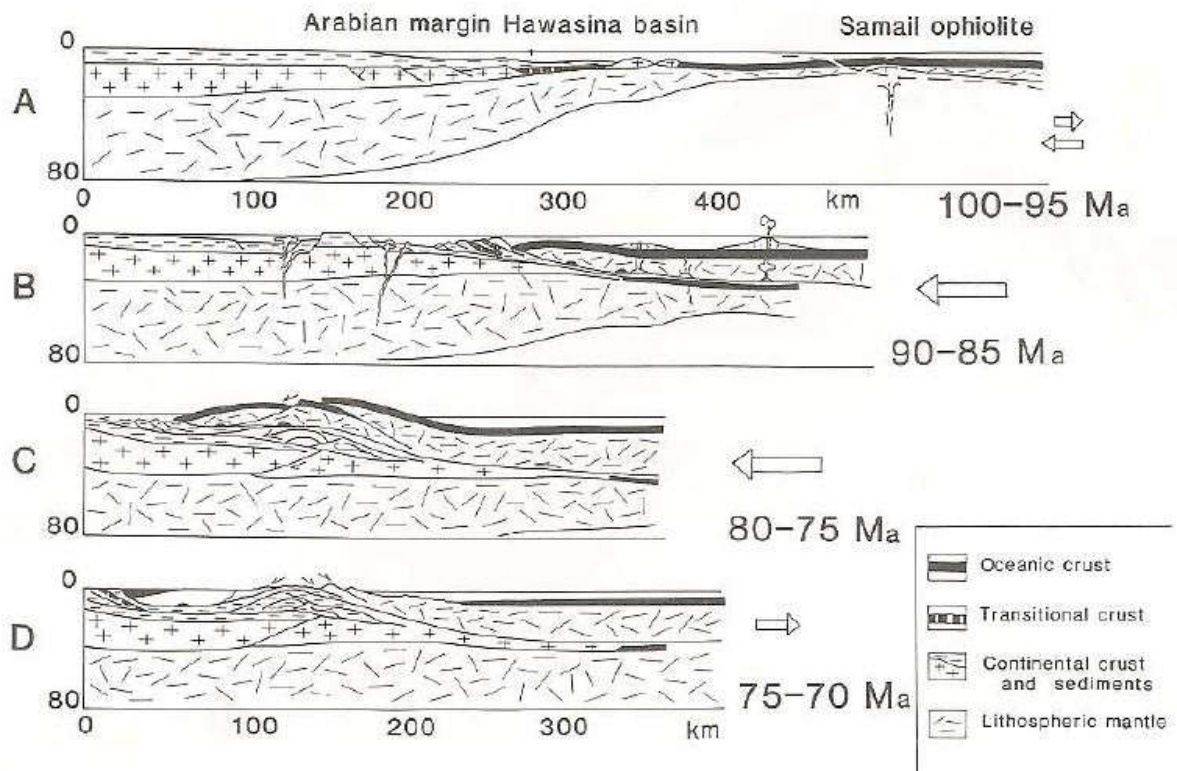 Arabian margin Hawasina basin Samail ophiolite
0
A
80
0 100 200 300 400 km
100-95 Ma
0
B
80
90-85 Ma
0
C
80
80-75 Ma
0
D
80
0 100 200 300 km
75-70 Ma
Oceanic crust
Transitional crust
Continental crust
and sediments
Lithospheric mantle